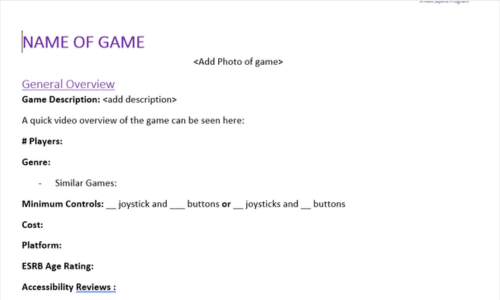 NAME OF GAME
<Add Photo of game>
General Overview
Game Description: <add description>
A quick video overview of the game can be seen here:
# Players:
Genre:
- Similar Games:
Minimum Controls: __ joystick and ___ buttons or __ joysticks and __ buttons
Cost:
Platform:
ESRB Age Rating:
Accessibility Reviews :